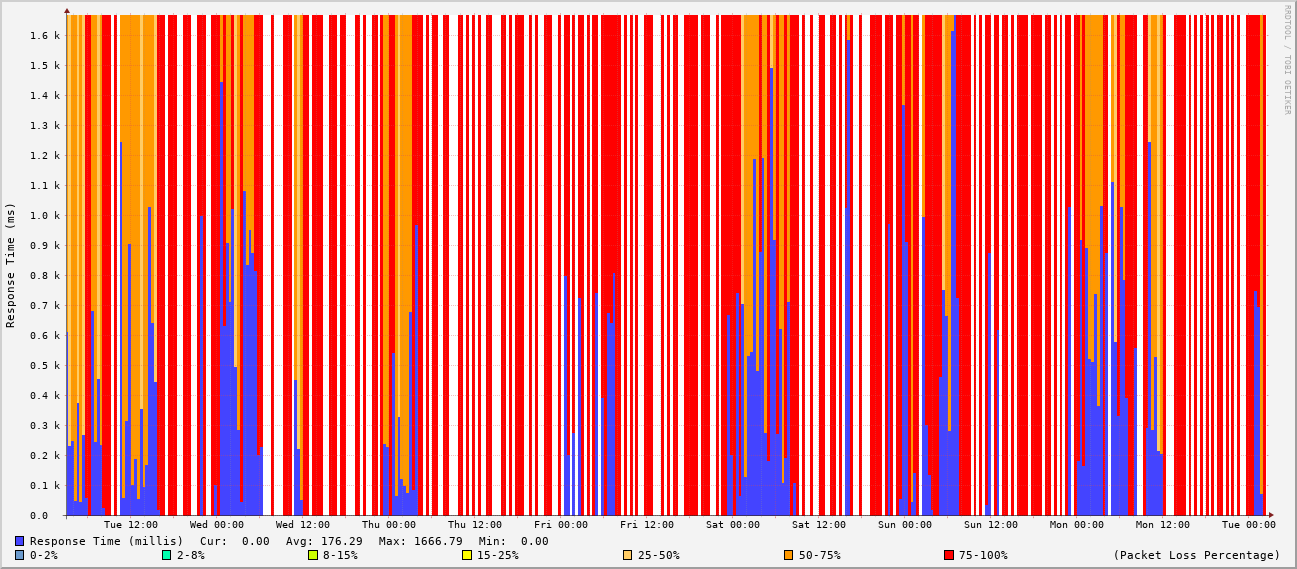 RRDTOOL / TOBI OETIKER
Response Time (ms)
1.6 k
1.5 k
1.4 k
1.3 k
1.2 k
1.1 k
1.0 k
0.9 k
0.8 k
0.7 k
0.6 k
0.5 k
0.4 k
0.3 k
0.2 k
0.1 k
0.0
Tue 12:00 Wed 00:00 Wed 12:00 Thu 00:00 Thu 12:00 Fri 00:00 Fri 12:00 Sat 00:00 Sat 12:00 Sun 00:00 Sun 12:00 Mon 00:00 Mon 12:00 Tue 00:00
Response Time (millis) Cur: 0.00 Avg: 176.29 Max: 1666.79 Min: 0.00
0-2% 2-8% 8-15% 15-25% 25-50% 50-75% 75-100% (Packet Loss Percentage)